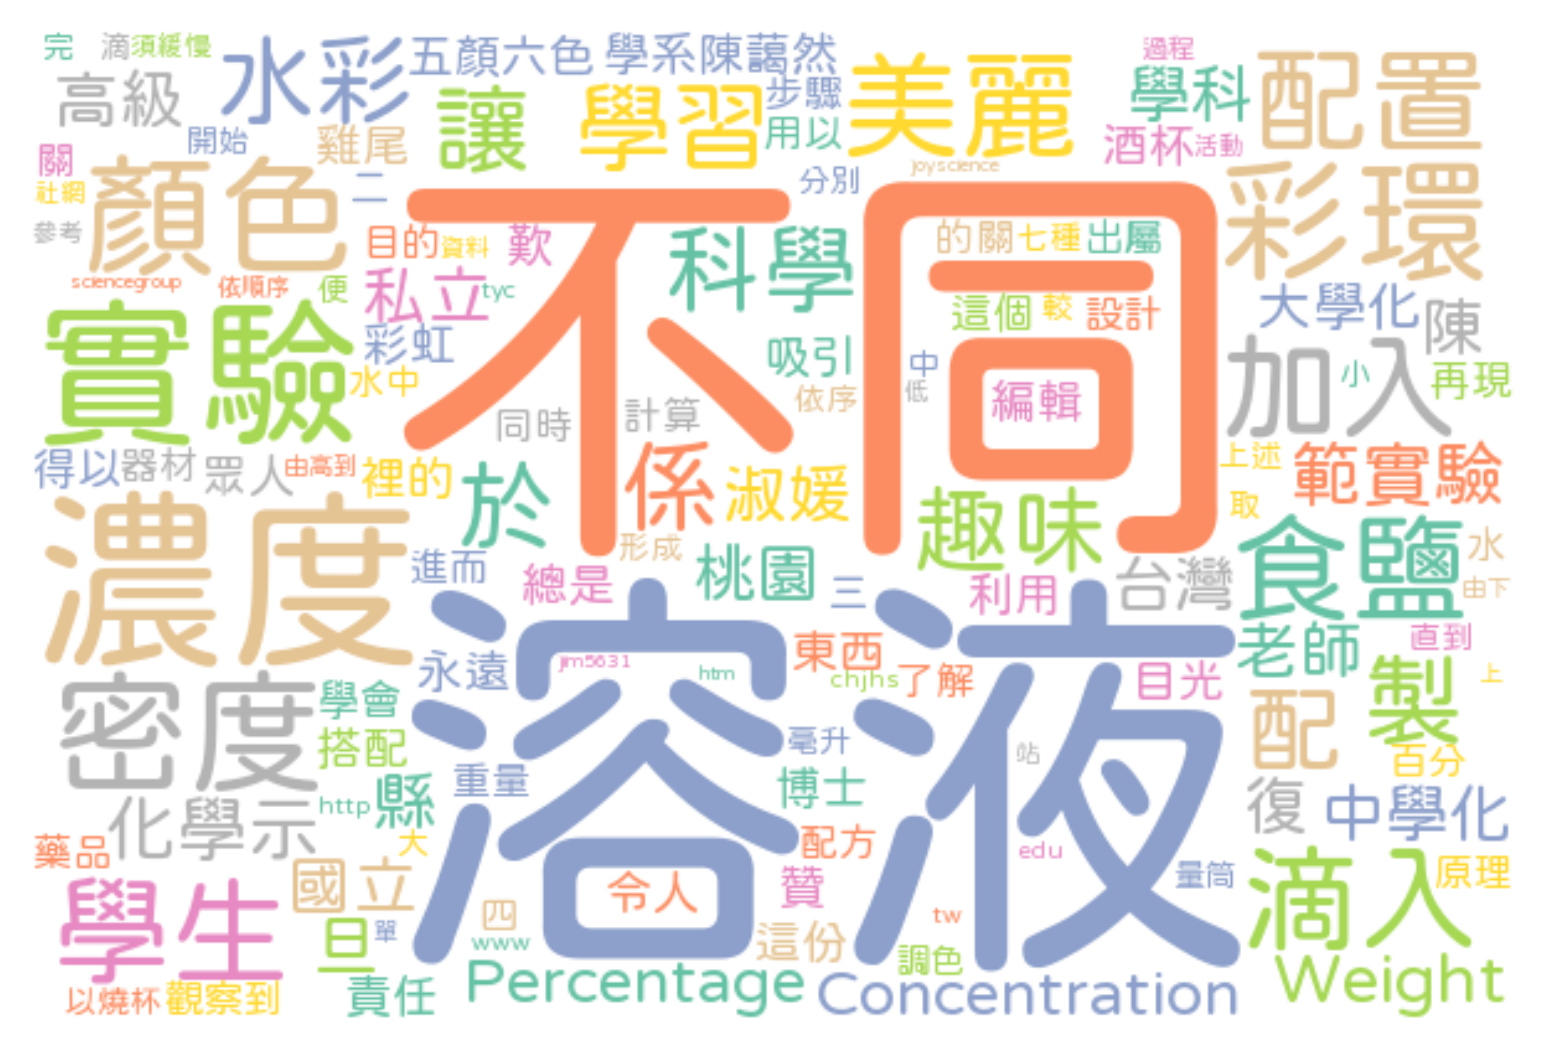 完 滴 須緩慢 水彩 五顏六色 學系陳藹然 美麗 過程 配置
高級 讓 學習 步驟 用以 學科
開始 雞尾 酒杯 活動
關 顏色 二 分別 joyscience 彩環
社網
參考 目的 資料 歎 科學 不同 的關 七種 出屬
sciencegroup 依順序 便 私立 tyc 這個 較 設計 大學化 陳
實驗 彩虹 吸引 中 加入 小 再現
水中 同時 計算 依序 低 編輯
得以 器材 眾人 由高到 裡的 於 係 淑媛 趣味 上述 範實驗
取
濃度 進而 形成 食鹽 水
總是 桃園 三 利用 台灣 由下
永遠 jim5631 htm 東西 chjhs 了解 目光 老師 直到
密度 學會 溶液 配 製 上
搭配 重量 毫升 站 百分
化學示 http 縣 博士 復 中學化
藥品 大 配方 edu 量筒 滴入 原理
學生 國立 令人 贊
旦 單 四 www 這份 tw 調色
以燒杯 觀察到 責任 Percentage Concentration Weight